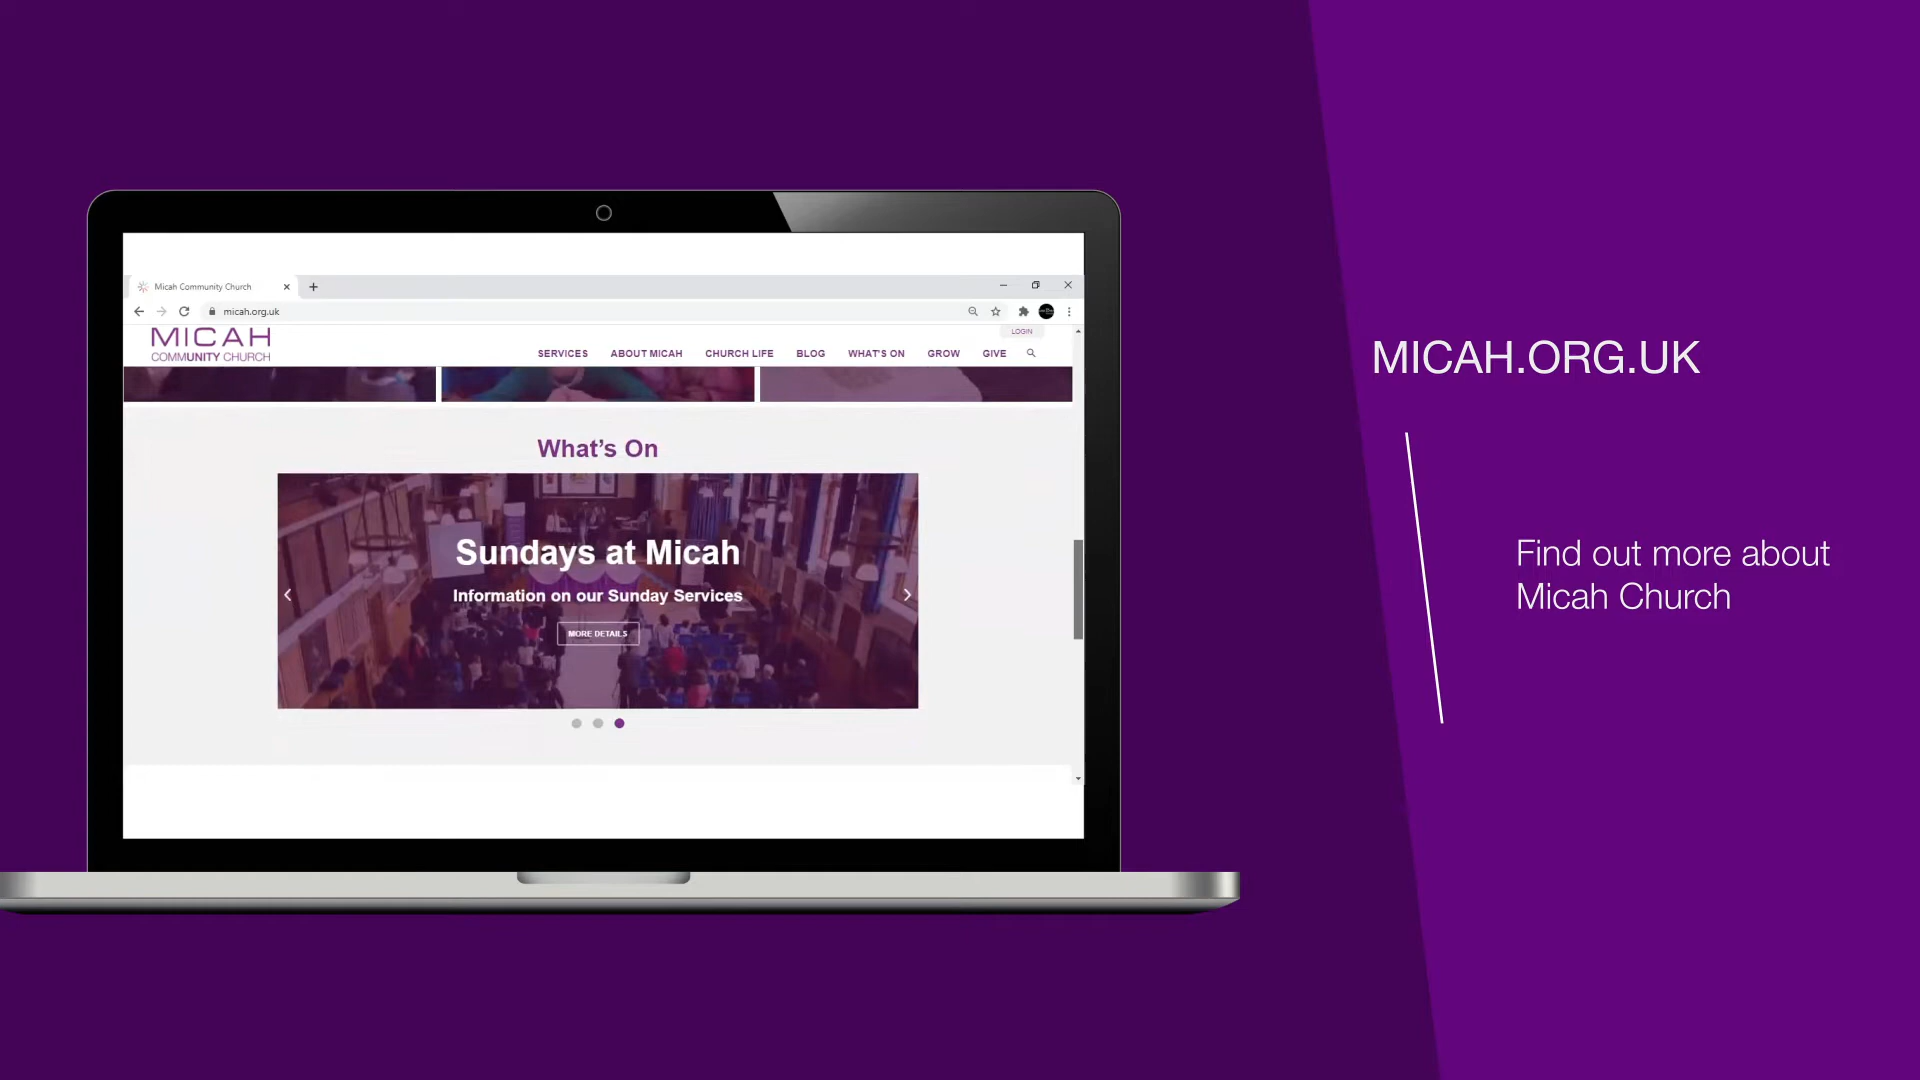 Micah Community Church
micah.org.uk
LOGIN
MICAH
COMMUNITY CHURCH
SERVICES ABOUT MICAH CHURCH LIFE BLOG WHAT'S ON GROW GIVE
What's On
Sundays at Micah
Information on our Sunday Services
MORE DETAILS
MICAH.ORG.UK
Find out more about
Micah Church